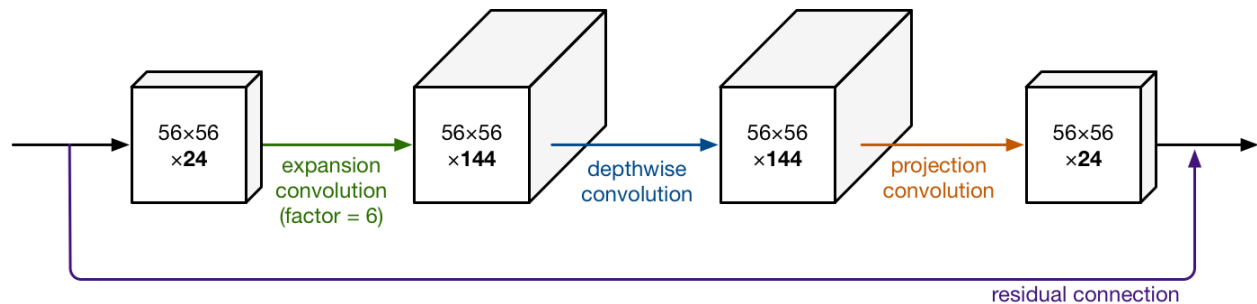 56×56
×24
expansion
convolution
(factor = 6)
56×56
×144
depthwise
convolution
56×56
×144
projection
convolution
56×56
×24
residual connection